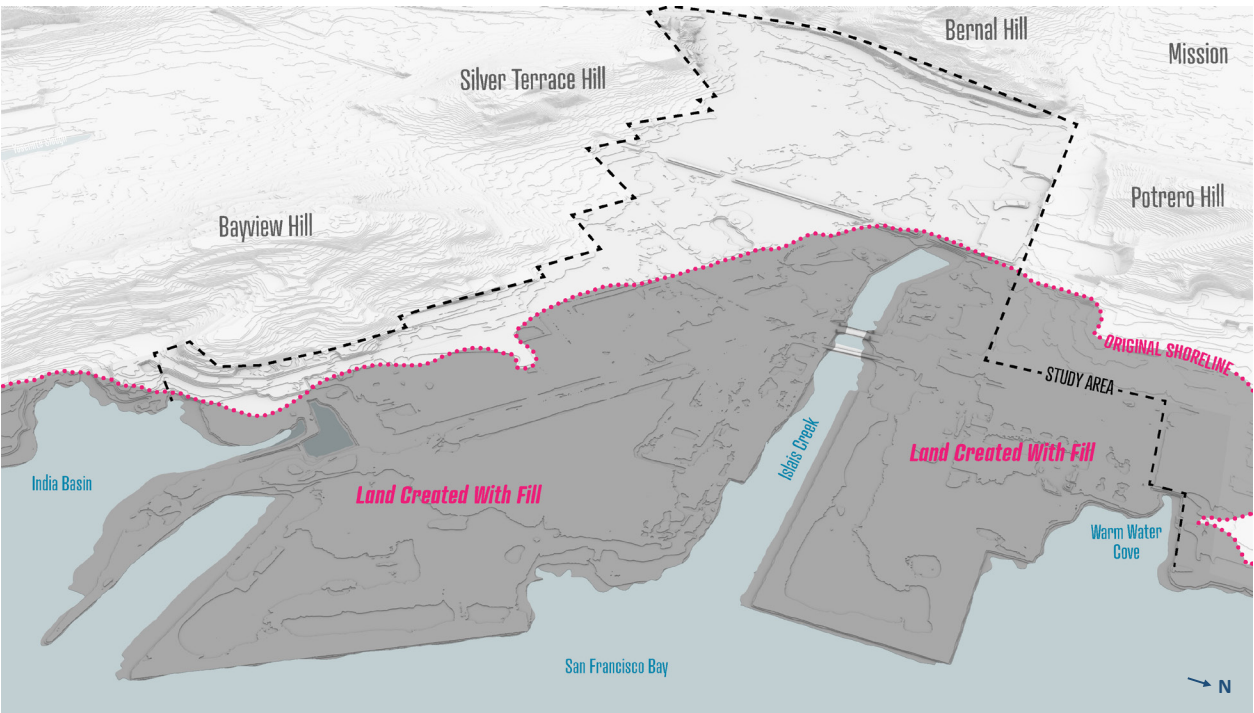 Bernal Hill
Mission
Silver Terrace Hill
Potrero Hill
Bayview Hill
ORIGINAL SHORELINE
STUDY AREA
Islais Creek
Land Created With Fill
India Basin
Land Created With Fill
Warm Water
Cove
San Francisco Bay
N